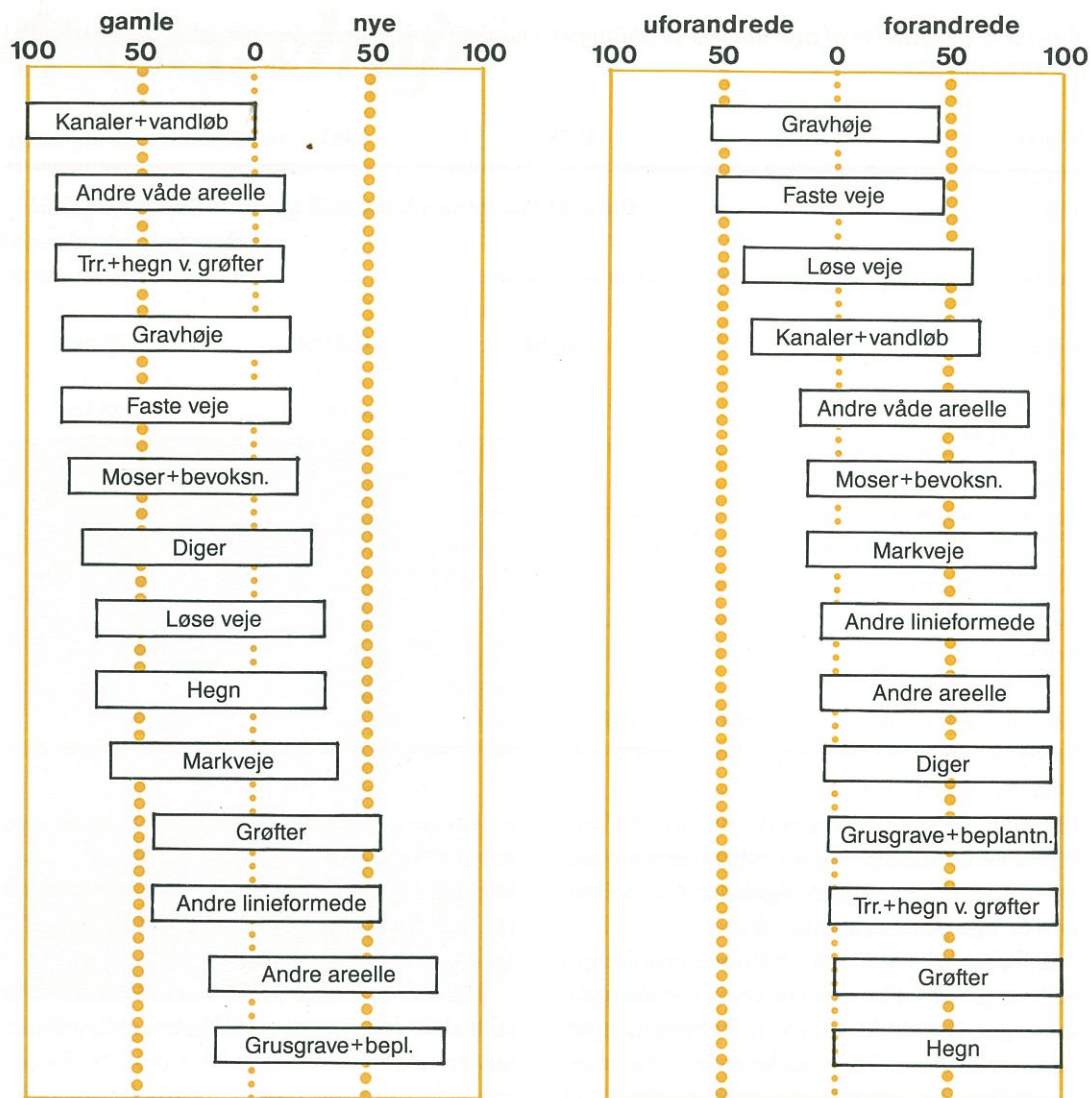 gamle nye
100 50 0 50 100
Kanaler+vandløb
Andre våde areelle
Trr.+hegn v. grøfter
Gravhøje
Faste veje
Moser+bevoksn.
Diger
Løse veje
Hegn
Markveje
Grøfter
Andre linieformede
Andre areelle
Grusgrave+bepl.
uforandrede forandrede
100 50 0 50 100
Gravhøje
Faste veje
Løse veje
Kanaler+vandløb
Andre våde areelle
Moser+bevoksn.
Markveje
Andre linieformede
Andre areelle
Diger
Grusgrave+beplantn.
Trr.+hegn v. grøfter
Grøfter
Hegn